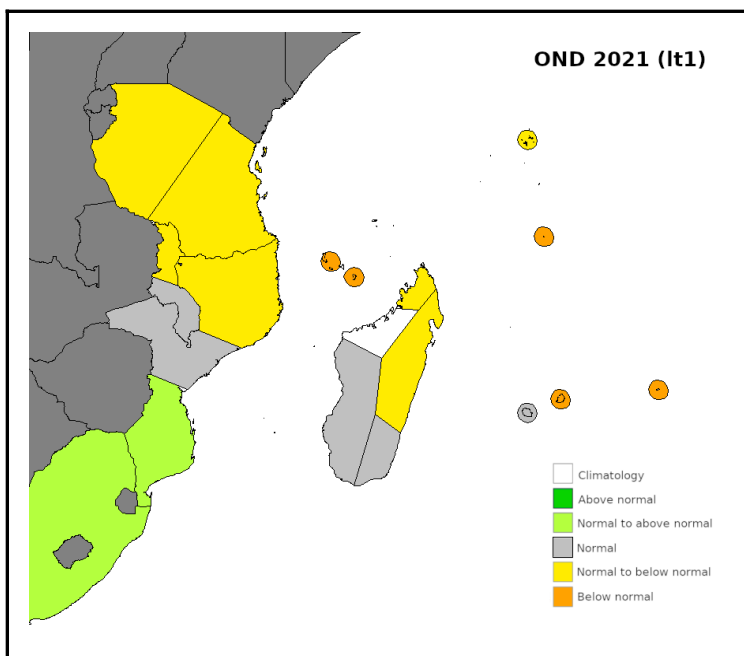 OND 2021 (lt1)
Climatology
Above normal
Normal to above normal
Normal
Normal to below normal
Below normal